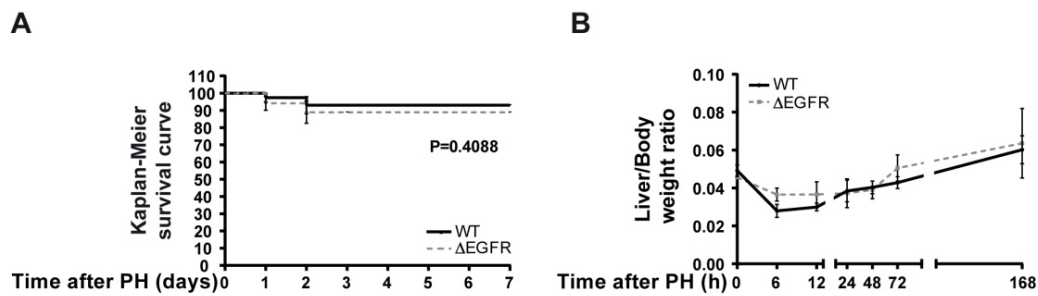 A
Kaplan-Meier
survival curve
110
100
90
80
70
60
50
40
30
20
10
0
P=0.4088
WT
ΔEGFR
Time after PH (days)
0 1 2 3 4 5 6 7
B
Liver/Body
weight ratio
0.10
0.08
0.06
0.04
0.02
0.00
WT
ΔEGFR
Time after PH (h)
0 6 12 24 48 72 168